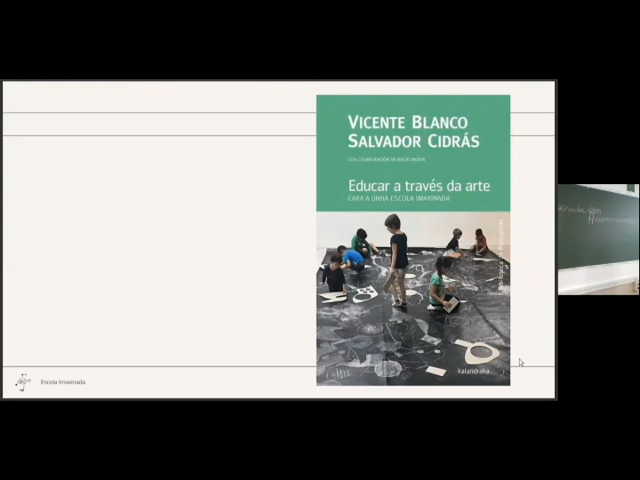 VICENTE BLANCO
SALVADOR CIDRÁS
Educar a través da arte
CARA A UNHA ESCOLA IMAXINADA
kalandraka
Escola Imaxinada